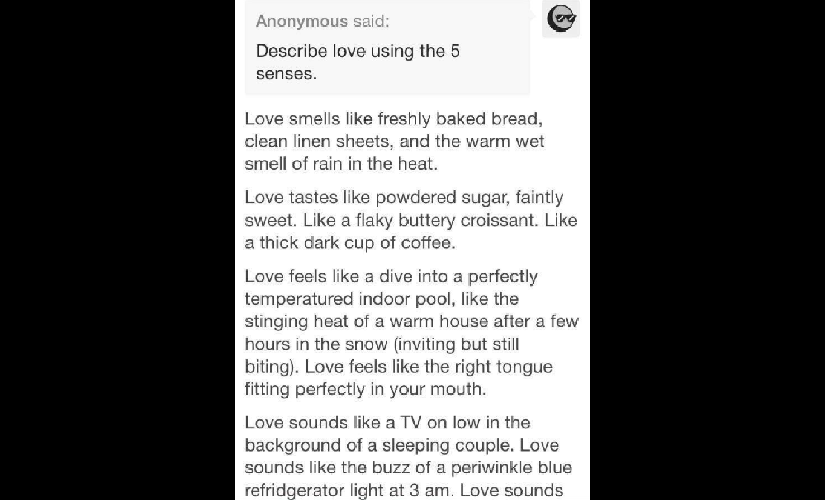 Anonymous said:
Describe love using the 5
senses.
Love smells like freshly baked bread,
clean linen sheets, and the warm wet
smell of rain in the heat.
Love tastes like powdered sugar, faintly
sweet. Like a flaky buttery croissant. Like
a thick dark cup of coffee.
Love feels like a dive into a perfectly
temperatured indoor pool, like the
stinging heat of a warm house after a few
hours in the snow (inviting but still
biting). Love feels like the right tongue
fitting perfectly in your mouth.
Love sounds like a TV on low in the
background of a sleeping couple. Love
sounds like the buzz of a periwinkle blue
refridgerator light at 3 am. Love sounds